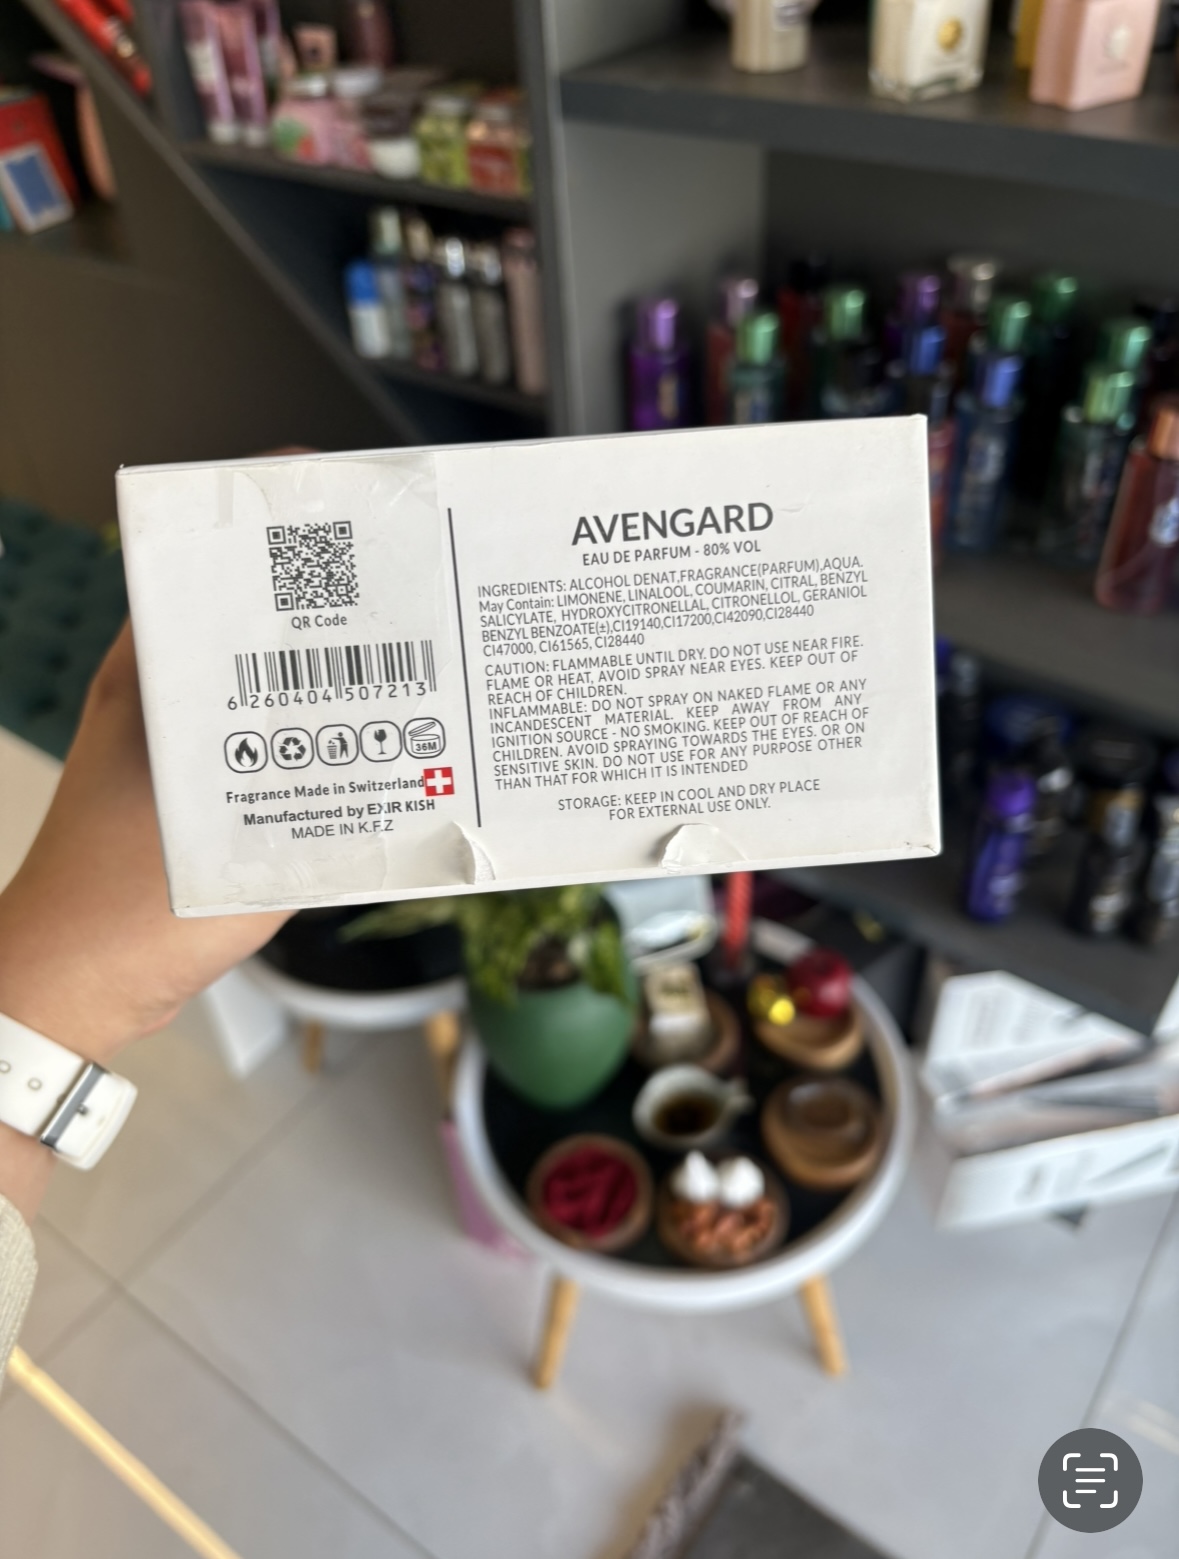 QR Code
6 260404 507213
36M
Fragrance Made in Switzerland
Manufactured by EXIR KISH
MADE IN K.F.Z
AVENGARD
EAU DE PARFUM - 80% VOL
INGREDIENTS: ALCOHOL DENAT,FRAGRANCE(PARFUM),AQUA.
May Contain: LIMONENE, LINALOOL, COUMARIN, CITRAL, BENZYL
SALICYLATE, HYDROXYCITRONELLAL, CITRONELLOL, GERANIOL
BENZYL BENZOATE(±),CI19140,CI17200,CI42090,CI28440
CI47000, CI61565, CI28440
CAUTION: FLAMMABLE UNTIL DRY. DO NOT USE NEAR FIRE.
FLAME OR HEAT, AVOID SPRAY NEAR EYES. KEEP OUT OF
REACH OF CHILDREN.
INFLAMMABLE: DO NOT SPRAY ON NAKED FLAME OR ANY
INCANDESCENT MATERIAL. KEEP AWAY FROM ANY
IGNITION SOURCE - NO SMOKING. KEEP OUT OF REACH OF
CHILDREN. AVOID SPRAYING TOWARDS THE EYES. OR ON
SENSITIVE SKIN. DO NOT USE FOR ANY PURPOSE OTHER
THAN THAT FOR WHICH IT IS INTENDED
STORAGE: KEEP IN COOL AND DRY PLACE
FOR EXTERNAL USE ONLY.